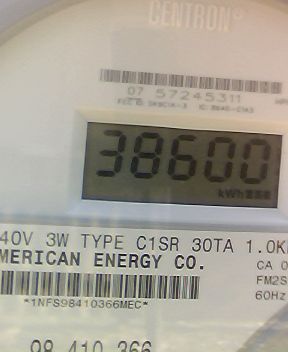 CENTRON®
07 57245311
38600
kWh
40V 3W TYPE C1SR 30TA 1.0K
MERICAN ENERGY CO.
CA 0
FM2S
60Hz
*1NFS98410366MEC*
98 410 366